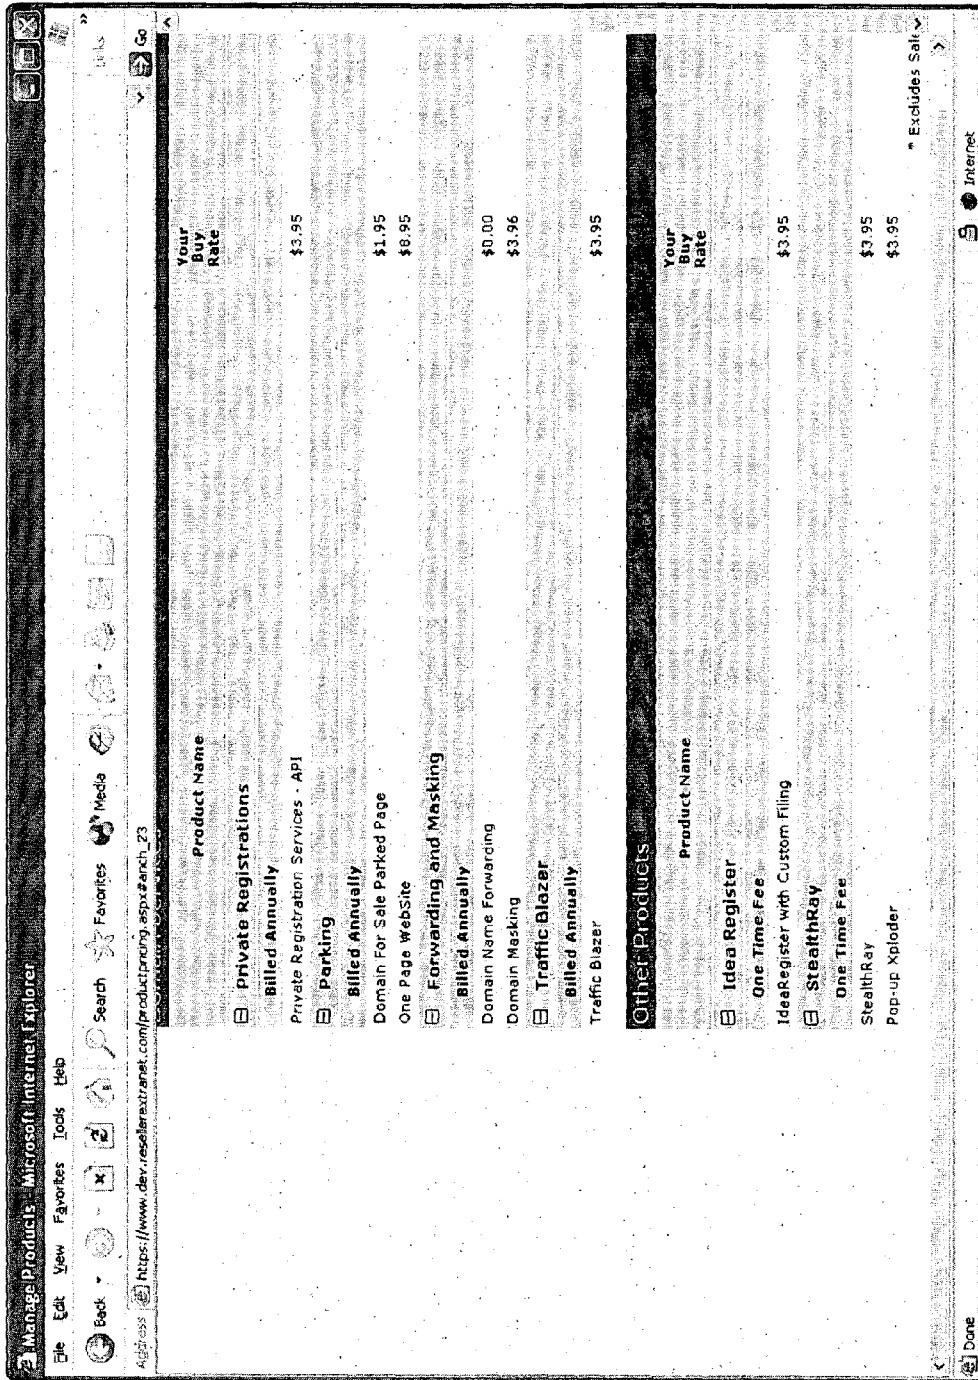 Manage Products - Microsoft Internet Explorer
File Edit View Favorites Tools Help
Back Search Favorites Media Links »
Address https://www.dev.resellerextranet.com/productpricing.aspx#anch_23 Go
Product Name Your Buy Rate
Private Registrations
Billed Annually
Private Registration Services - API $3.95
Parking
Billed Annually
Domain For Sale Parked Page $1.95
One Page WebSite $8.95
Forwarding and Masking
Billed Annually
Domain Name Forwarding $0.00
Domain Masking $3.96
Traffic Blazer
Billed Annually
Traffic Blazer $3.95
Other Products
Product Name Your Buy Rate
Idea Register
One Time Fee
IdeaRegister with Custom Filing $3.95
StealthRay
One Time Fee
StealthRay $3.95
Pop-up Xploder $3.95
* Excludes Sale
Done Internet